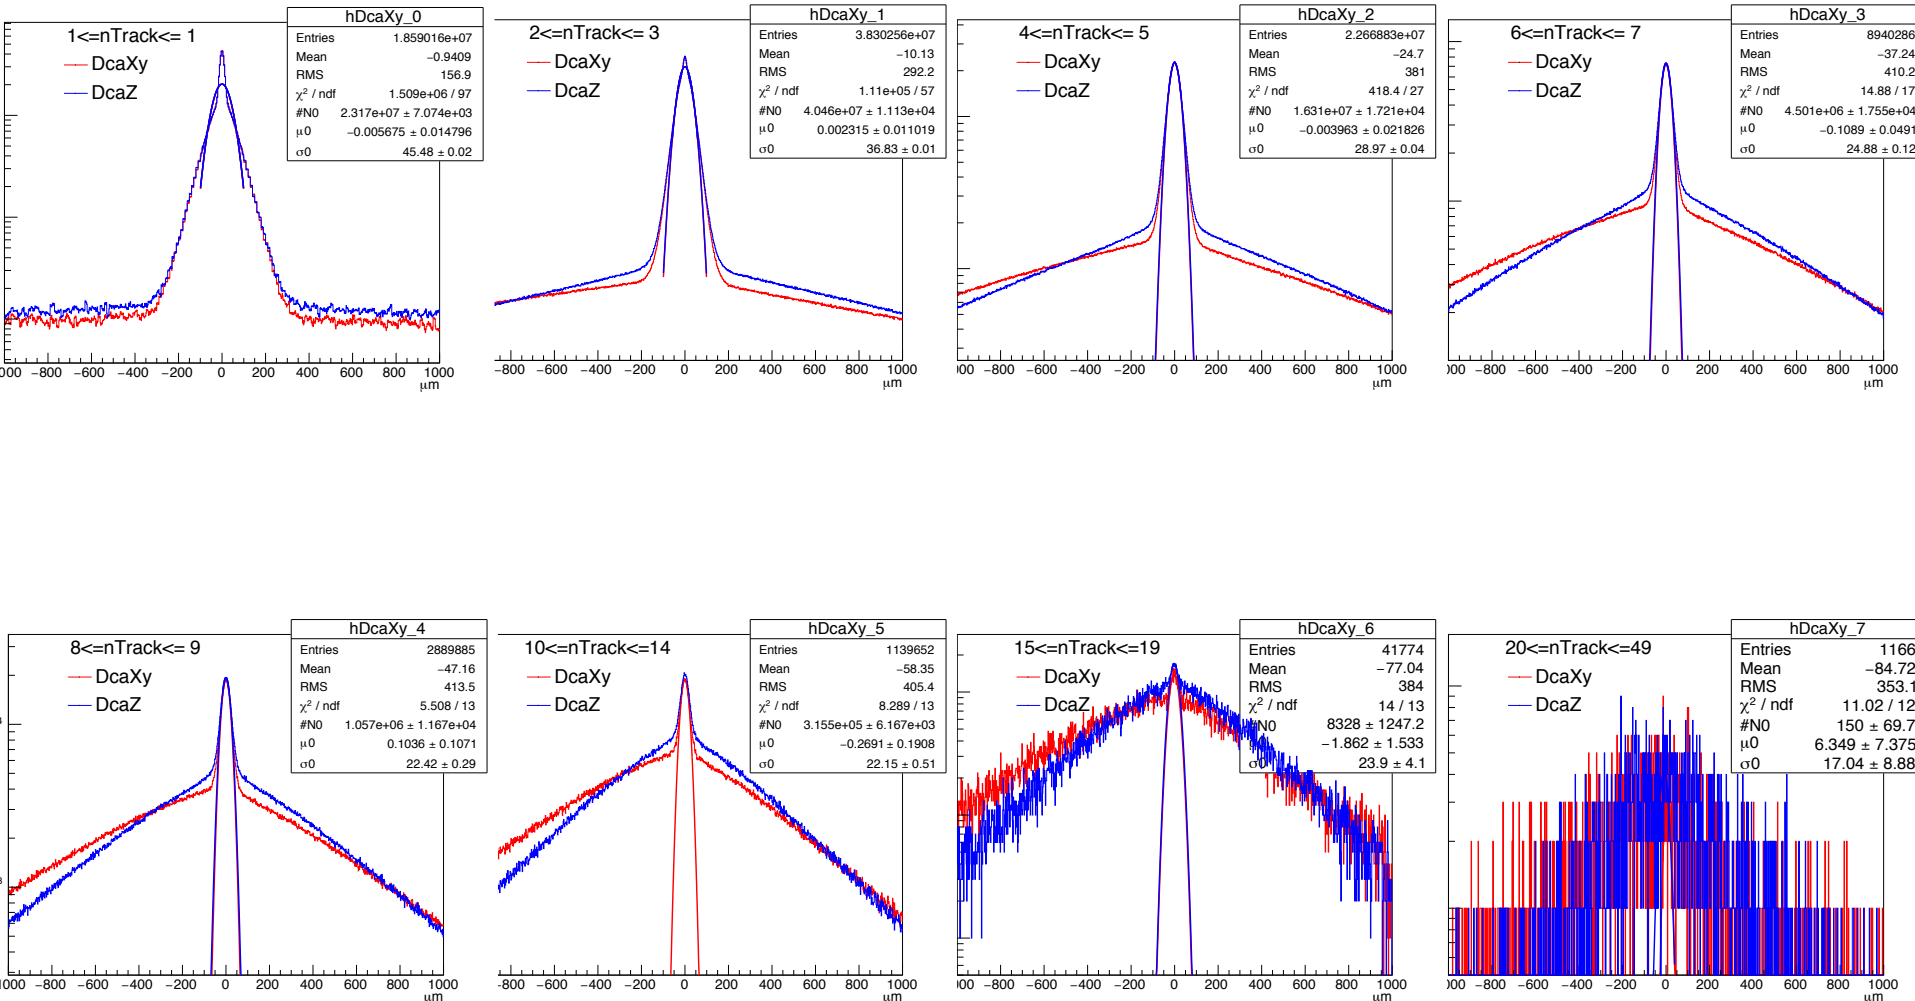 hDcaXy_0
1<=nTrack<= 1
DcaXy
DcaZ
Entries 1.859016e+07
Mean −0.9409
RMS 156.9
χ² / ndf 1.509e+06 / 97
#N0 2.317e+07 ± 7.074e+03
μ0 −0.005675 ± 0.014796
σ0 45.48 ± 0.02
000 −800 −600 −400 −200 0 200 400 600 800 1000
μm
hDcaXy_1
2<=nTrack<= 3
DcaXy
DcaZ
Entries 3.830256e+07
Mean −10.13
RMS 292.2
χ² / ndf 1.11e+05 / 57
#N0 4.046e+07 ± 1.113e+04
μ0 0.002315 ± 0.011019
σ0 36.83 ± 0.01
−800 −600 −400 −200 0 200 400 600 800 1000
μm
hDcaXy_2
4<=nTrack<= 5
DcaXy
DcaZ
Entries 2.266883e+07
Mean −24.7
RMS 381
χ² / ndf 418.4 / 27
#N0 1.631e+07 ± 1.721e+04
μ0 −0.003963 ± 0.021826
σ0 28.97 ± 0.04
000 −800 −600 −400 −200 0 200 400 600 800 1000
μm
hDcaXy_3
6<=nTrack<= 7
DcaXy
DcaZ
Entries 8940286
Mean −37.24
RMS 410.2
χ² / ndf 14.88 / 17
#N0 4.501e+06 ± 1.755e+04
μ0 −0.1089 ± 0.0491
σ0 24.88 ± 0.12
000 −800 −600 −400 −200 0 200 400 600 800 1000
μm
hDcaXy_4
8<=nTrack<= 9
DcaXy
DcaZ
Entries 2889885
Mean −47.16
RMS 413.5
χ² / ndf 5.508 / 13
#N0 1.057e+06 ± 1.167e+04
μ0 0.1036 ± 0.1071
σ0 22.42 ± 0.29
1000 −800 −600 −400 −200 0 200 400 600 800 1000
μm
hDcaXy_5
10<=nTrack<=14
DcaXy
DcaZ
Entries 1139652
Mean −58.35
RMS 405.4
χ² / ndf 8.289 / 13
#N0 3.155e+05 ± 6.167e+03
μ0 −0.2691 ± 0.1908
σ0 22.15 ± 0.51
−800 −600 −400 −200 0 200 400 600 800 1000
μm
hDcaXy_6
15<=nTrack<=19
DcaXy
DcaZ
Entries 41774
Mean −77.04
RMS 384
χ² / ndf 14 / 13
#N0 8328 ± 1247.2
μ0 −1.862 ± 1.533
σ0 23.9 ± 4.1
000 −800 −600 −400 −200 0 200 400 600 800 1000
μm
hDcaXy_7
20<=nTrack<=49
DcaXy
DcaZ
Entries 1166
Mean −84.72
RMS 353.1
χ² / ndf 11.02 / 12
#N0 150 ± 69.7
μ0 6.349 ± 7.375
σ0 17.04 ± 8.88
000 −800 −600 −400 −200 0 200 400 600 800 1000
μm